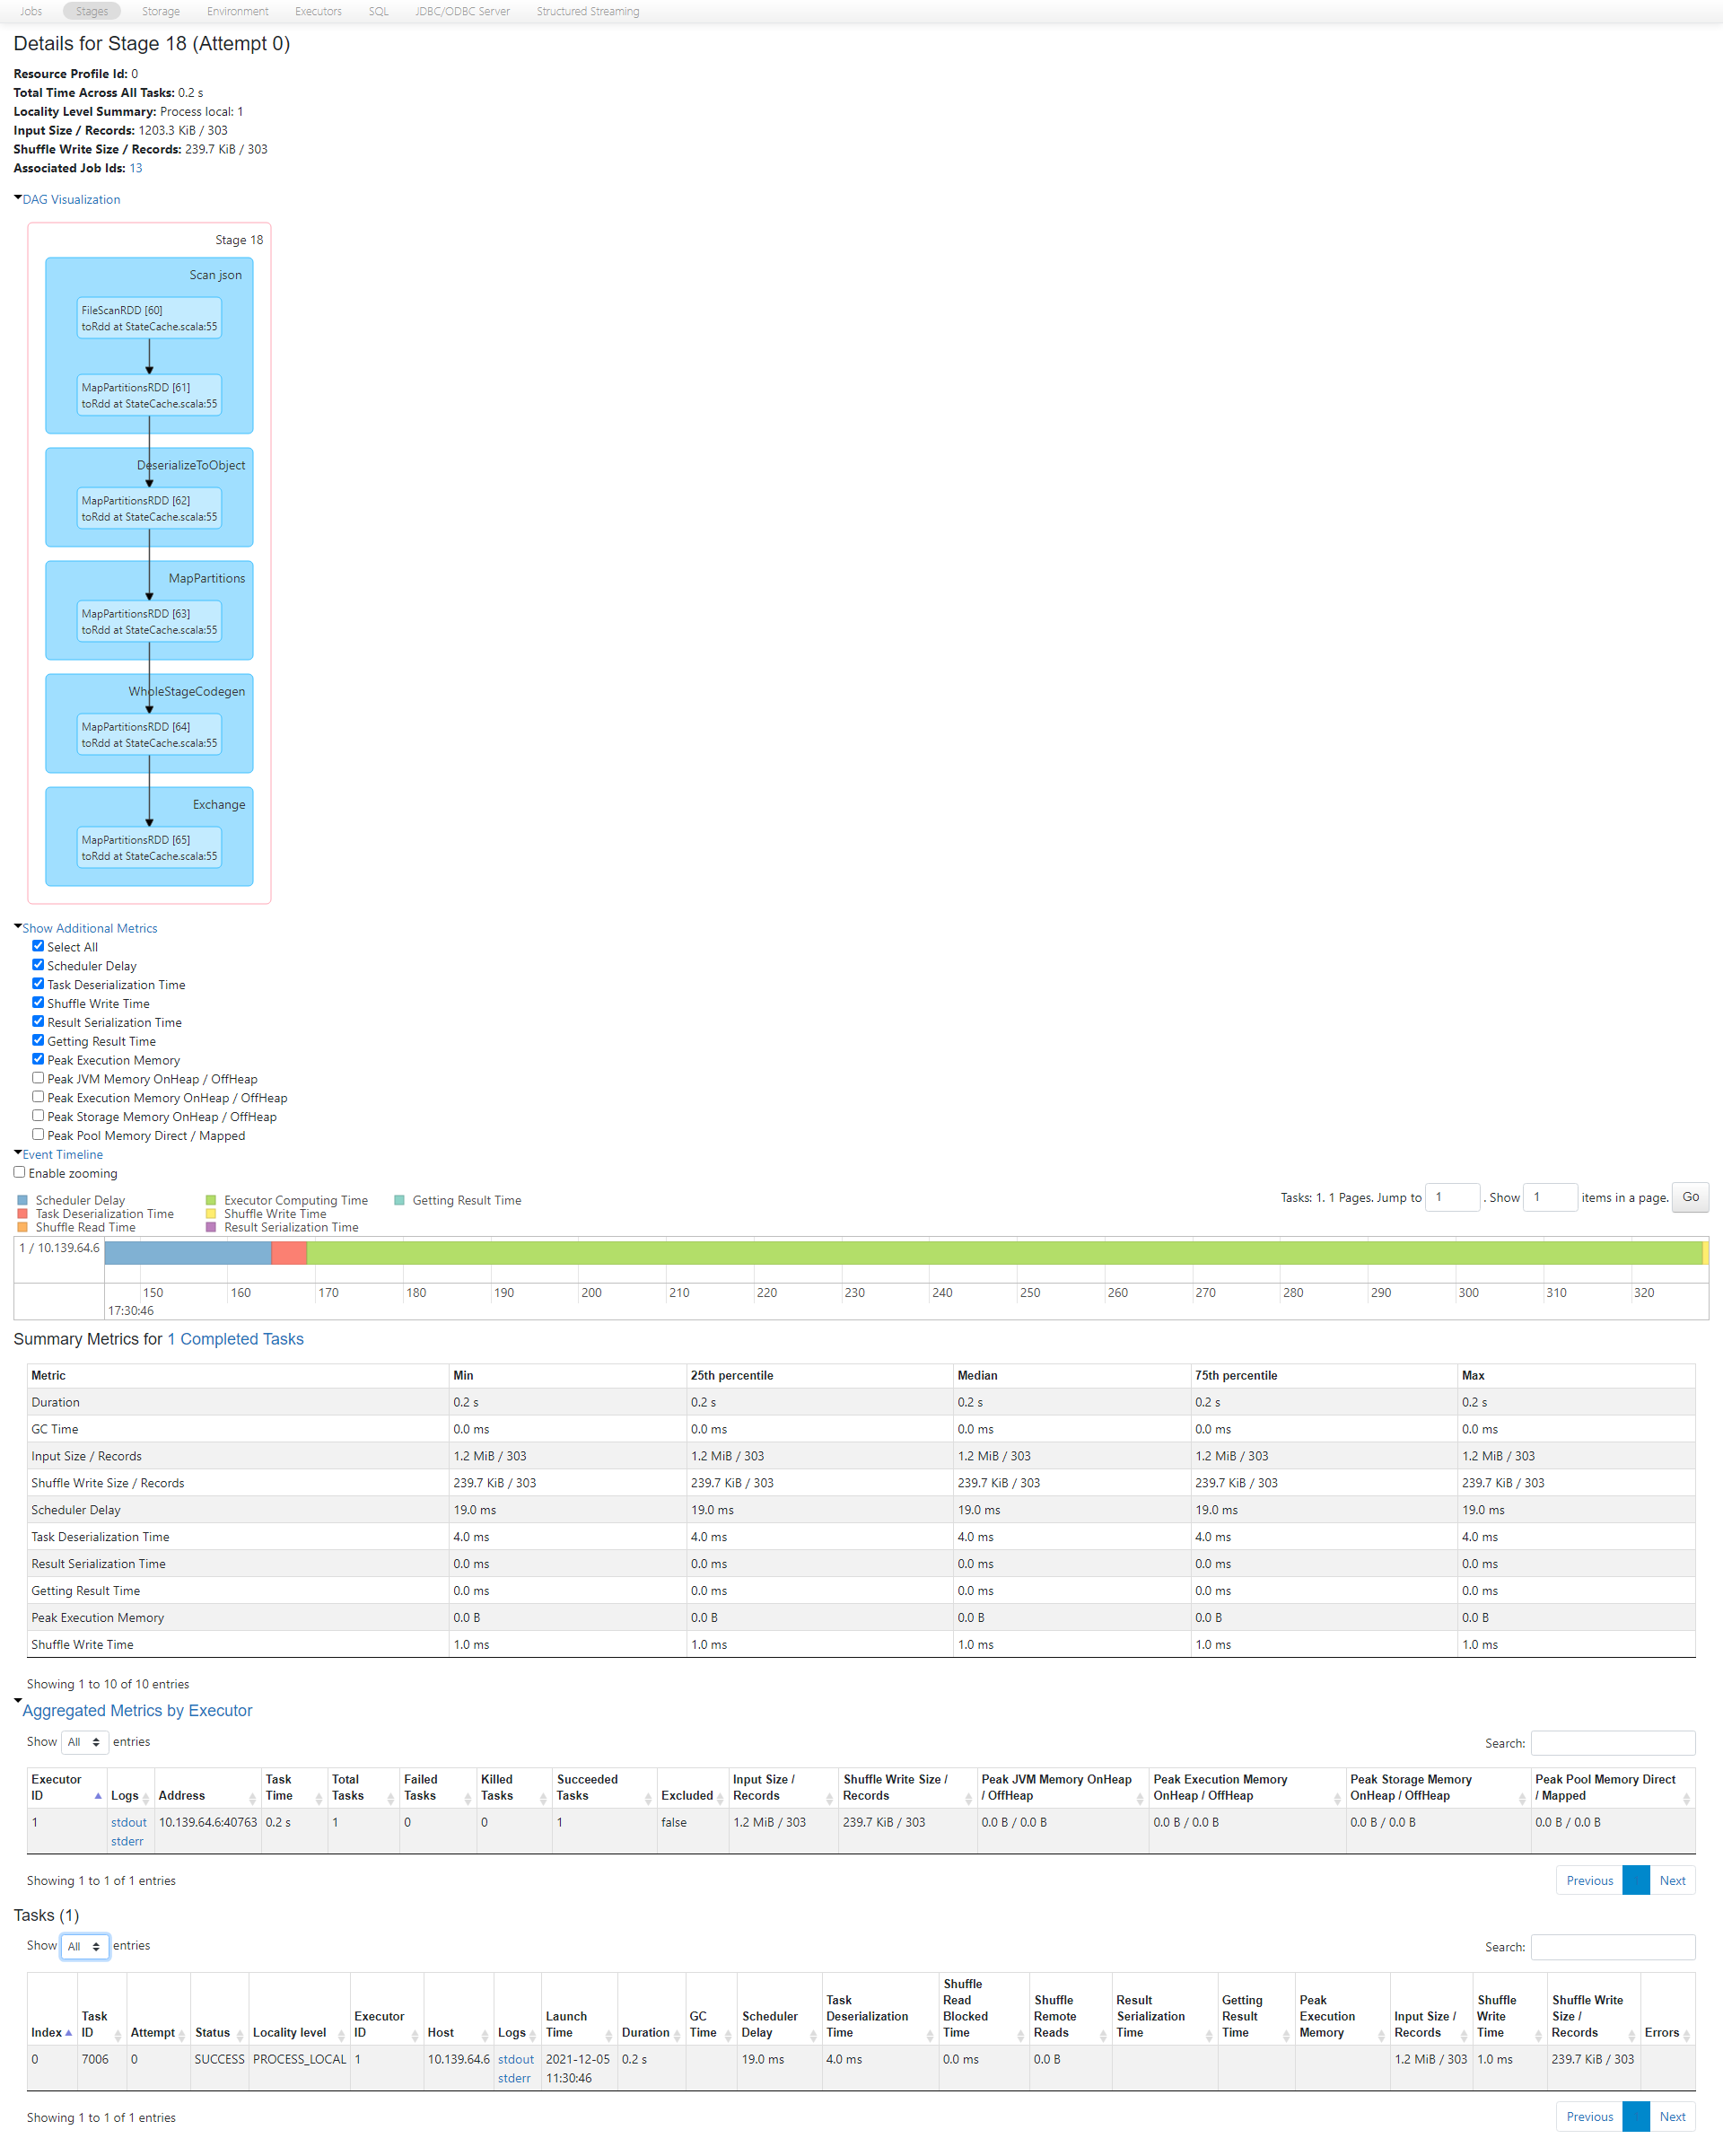 Jobs Stages Storage Environment Executors SQL JDBC/ODBC Server Structured Streaming
Details for Stage 18 (Attempt 0)
Resource Profile Id: 0
Total Time Across All Tasks: 0.2 s
Locality Level Summary: Process local: 1
Input Size / Records: 1203.3 KiB / 303
Shuffle Write Size / Records: 239.7 KiB / 303
Associated Job Ids: 13
DAG Visualization
Stage 18
Scan json
FileScanRDD [60]
toRdd at StateCache.scala:55
MapPartitionsRDD [61]
toRdd at StateCache.scala:55
DeserializeToObject
MapPartitionsRDD [62]
toRdd at StateCache.scala:55
MapPartitions
MapPartitionsRDD [63]
toRdd at StateCache.scala:55
WholeStageCodegen
MapPartitionsRDD [64]
toRdd at StateCache.scala:55
Exchange
MapPartitionsRDD [65]
toRdd at StateCache.scala:55
Show Additional Metrics
Select All
Scheduler Delay
Task Deserialization Time
Shuffle Write Time
Result Serialization Time
Getting Result Time
Peak Execution Memory
Peak JVM Memory OnHeap / OffHeap
Peak Execution Memory OnHeap / OffHeap
Peak Storage Memory OnHeap / OffHeap
Peak Pool Memory Direct / Mapped
Event Timeline
Enable zooming
Scheduler Delay Executor Computing Time Getting Result Time
Task Deserialization Time Shuffle Write Time
Shuffle Read Time Result Serialization Time
Tasks: 1. 1 Pages. Jump to 1 . Show 1 items in a page. Go
1 / 10.139.64.6
150 160 170 180 190 200 210 220 230 240 250 260 270 280 290 300 310 320
17:30:46
Summary Metrics for 1 Completed Tasks
Metric Min 25th percentile Median 75th percentile Max
Duration 0.2 s 0.2 s 0.2 s 0.2 s 0.2 s
GC Time 0.0 ms 0.0 ms 0.0 ms 0.0 ms 0.0 ms
Input Size / Records 1.2 MiB / 303 1.2 MiB / 303 1.2 MiB / 303 1.2 MiB / 303 1.2 MiB / 303
Shuffle Write Size / Records 239.7 KiB / 303 239.7 KiB / 303 239.7 KiB / 303 239.7 KiB / 303 239.7 KiB / 303
Scheduler Delay 19.0 ms 19.0 ms 19.0 ms 19.0 ms 19.0 ms
Task Deserialization Time 4.0 ms 4.0 ms 4.0 ms 4.0 ms 4.0 ms
Result Serialization Time 0.0 ms 0.0 ms 0.0 ms 0.0 ms 0.0 ms
Getting Result Time 0.0 ms 0.0 ms 0.0 ms 0.0 ms 0.0 ms
Peak Execution Memory 0.0 B 0.0 B 0.0 B 0.0 B 0.0 B
Shuffle Write Time 1.0 ms 1.0 ms 1.0 ms 1.0 ms 1.0 ms
Showing 1 to 10 of 10 entries
Aggregated Metrics by Executor
Show All entries Search:
Executor ID Logs Address Task Time Total Tasks Failed Tasks Killed Tasks Succeeded Tasks Excluded Input Size / Records Shuffle Write Size / Records Peak JVM Memory OnHeap / OffHeap Peak Execution Memory OnHeap / OffHeap Peak Storage Memory OnHeap / OffHeap Peak Pool Memory Direct / Mapped
1 stdout 10.139.64.6:40763 0.2 s 1 0 0 1 false 1.2 MiB / 303 239.7 KiB / 303 0.0 B / 0.0 B 0.0 B / 0.0 B 0.0 B / 0.0 B 0.0 B / 0.0 B
stderr
Showing 1 to 1 of 1 entries Previous Next
Tasks (1)
Show All entries Search:
Index Task ID Attempt Status Locality level Executor ID Host Logs Launch Time Duration GC Time Scheduler Delay Task Deserialization Time Shuffle Read Blocked Time Shuffle Remote Reads Result Serialization Time Getting Result Time Peak Execution Memory Input Size / Records Shuffle Write Time Shuffle Write Size / Records Errors
0 7006 0 SUCCESS PROCESS_LOCAL 1 10.139.64.6 stdout 2021-12-05 0.2 s 19.0 ms 4.0 ms 0.0 ms 0.0 B 1.2 MiB / 303 1.0 ms 239.7 KiB / 303
stderr 11:30:46
Showing 1 to 1 of 1 entries Previous Next